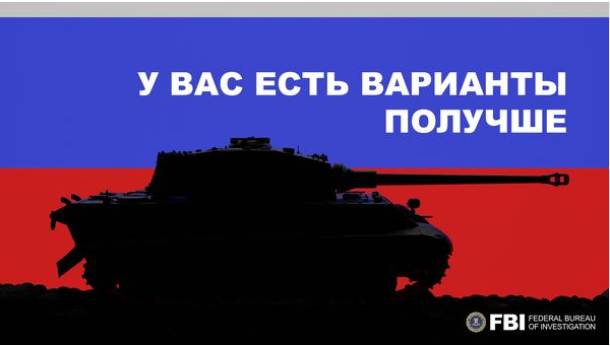 У ВАС ЕСТЬ ВАРИАНТЫ
ПОЛУЧШЕ
FBI FEDERAL BUREAU
OF INVESTIGATION